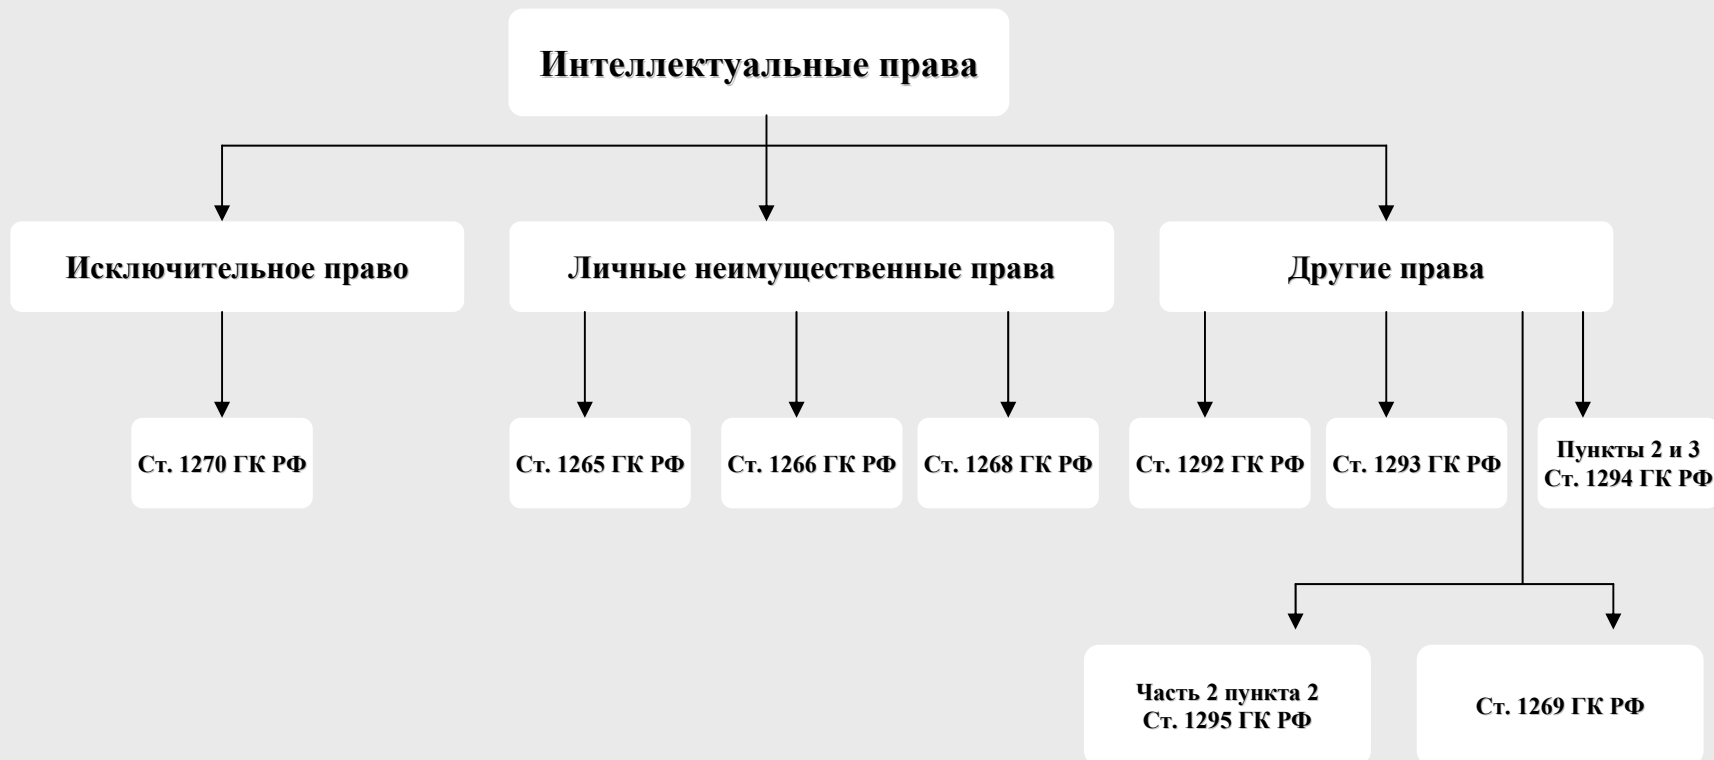 Интеллектуальные права
Исключительное право
Личные неимущественные права
Другие права
Ст. 1270 ГК РФ
Ст. 1265 ГК РФ
Ст. 1266 ГК РФ
Ст. 1268 ГК РФ
Ст. 1292 ГК РФ
Ст. 1293 ГК РФ
Пункты 2 и 3
Ст. 1294 ГК РФ
Часть 2 пункта 2
Ст. 1295 ГК РФ
Ст. 1269 ГК РФ